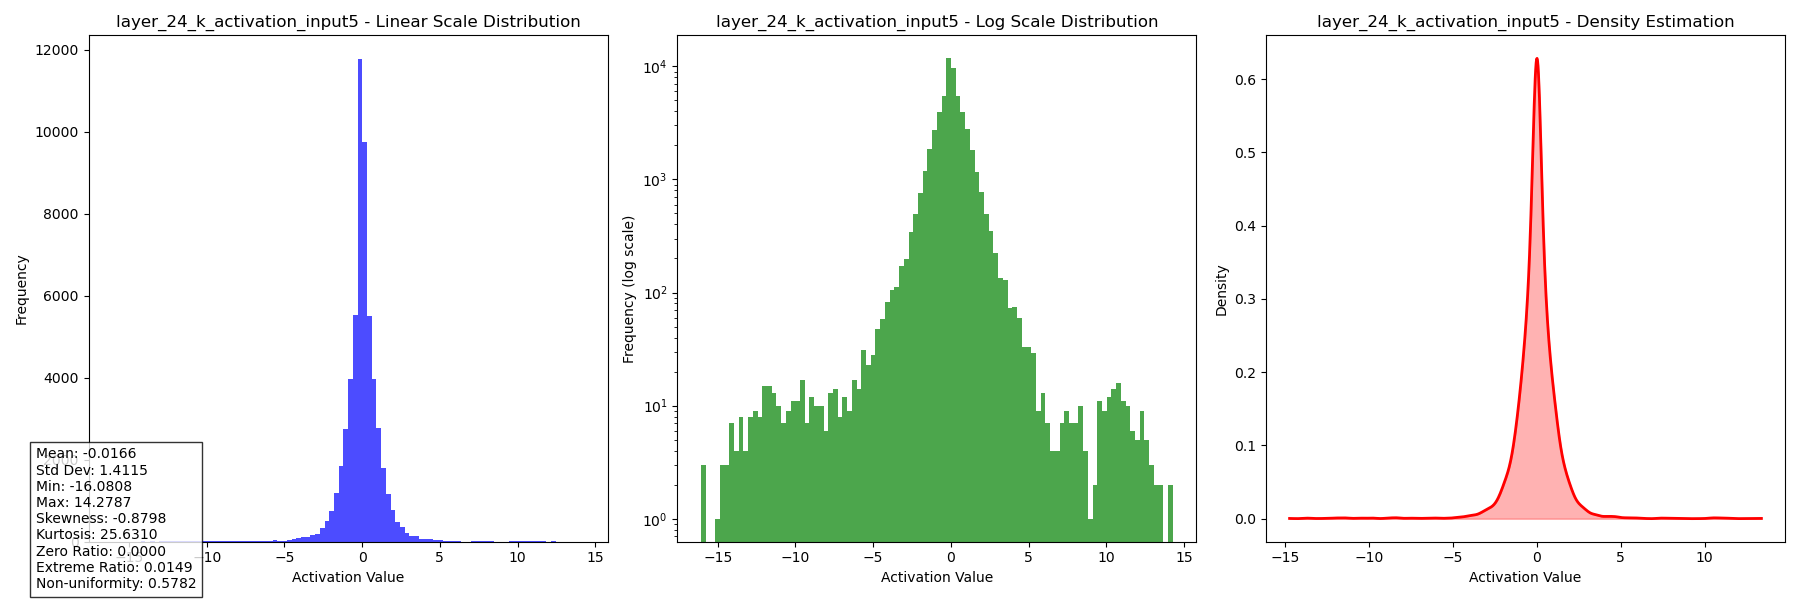 layer_24_k_activation_input5 - Linear Scale Distribution
12000
10000
8000
6000
4000
2000
0
Frequency
−10
−5
0
5
10
15
Activation Value
Mean: -0.0166
Std Dev: 1.4115
Min: -16.0808
Max: 14.2787
Skewness: -0.8798
Kurtosis: 25.6310
Zero Ratio: 0.0000
Extreme Ratio: 0.0149
Non-uniformity: 0.5782
layer_24_k_activation_input5 - Log Scale Distribution
10⁴
10³
10²
10¹
10⁰
Frequency (log scale)
−15
−10
−5
0
5
10
15
Activation Value
layer_24_k_activation_input5 - Density Estimation
0.6
0.5
0.4
0.3
0.2
0.1
0.0
Density
−15
−10
−5
0
5
10
Activation Value